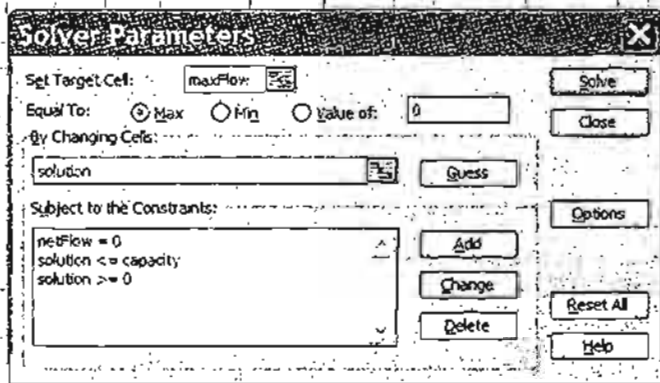 Solver Parameters
Set Target Cell: maxFlow Solve
Equal To: Max Min Value of: 0 Close
By Changing Cells:
solution Guess
Subject to the Constraints: Options
netFlow = 0 Add
solution <= capacity
solution >= 0 Change
Reset All
Delete
Help